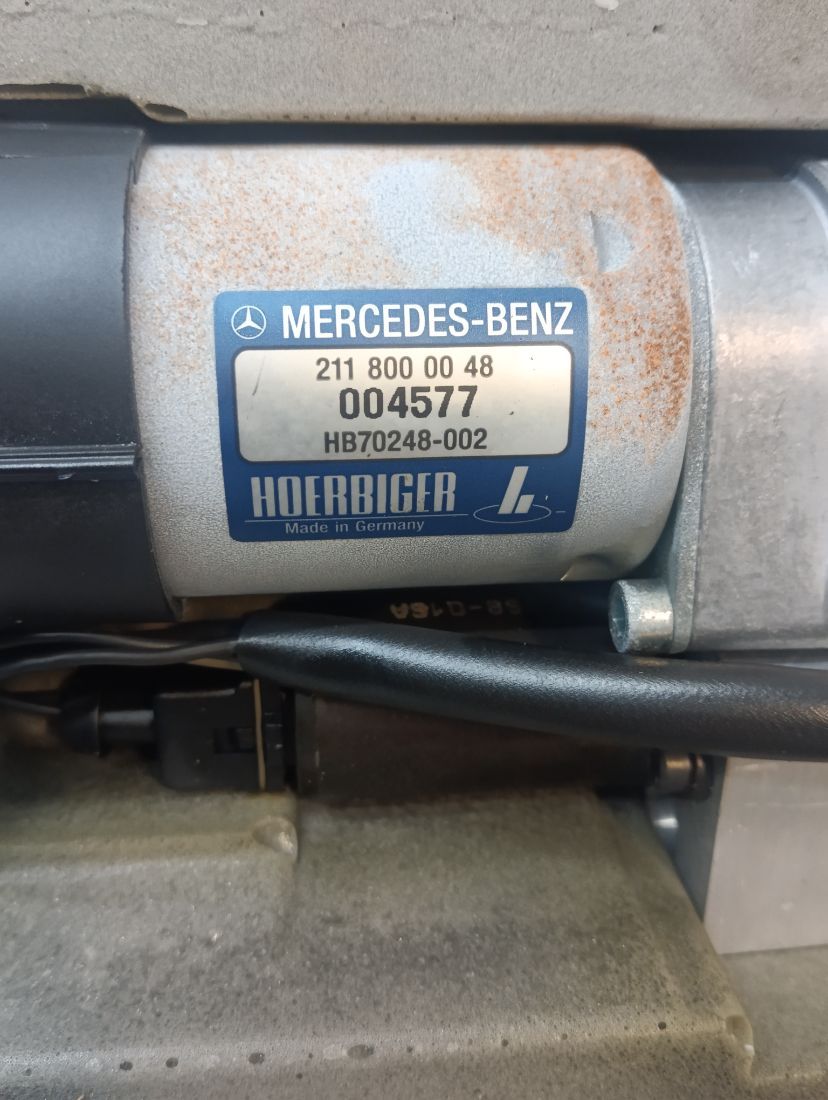 MERCEDES-BENZ
211 800 00 48
004577
HB70248-002
HOERBIGER
Made in Germany